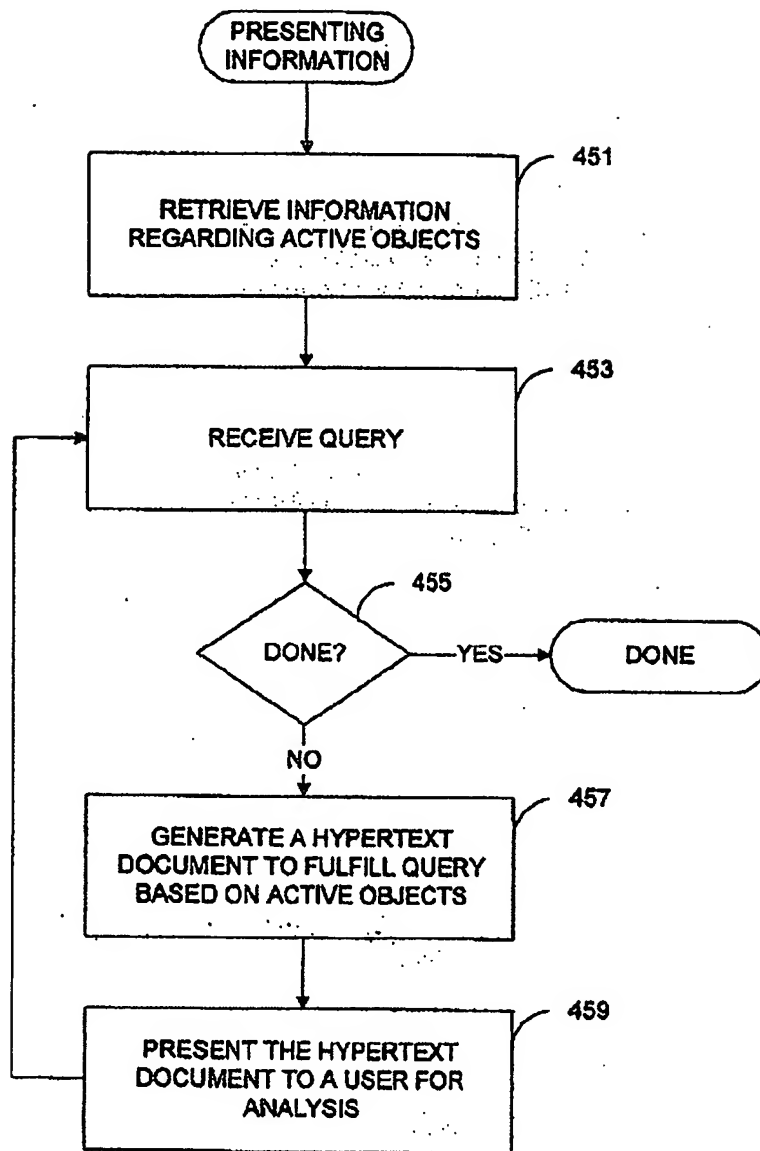 PRESENTING
INFORMATION
451
RETRIEVE INFORMATION
REGARDING ACTIVE OBJECTS
453
RECEIVE QUERY
455
DONE?
YES
DONE
NO
457
GENERATE A HYPERTEXT
DOCUMENT TO FULFILL QUERY
BASED ON ACTIVE OBJECTS
459
PRESENT THE HYPERTEXT
DOCUMENT TO A USER FOR
ANALYSIS